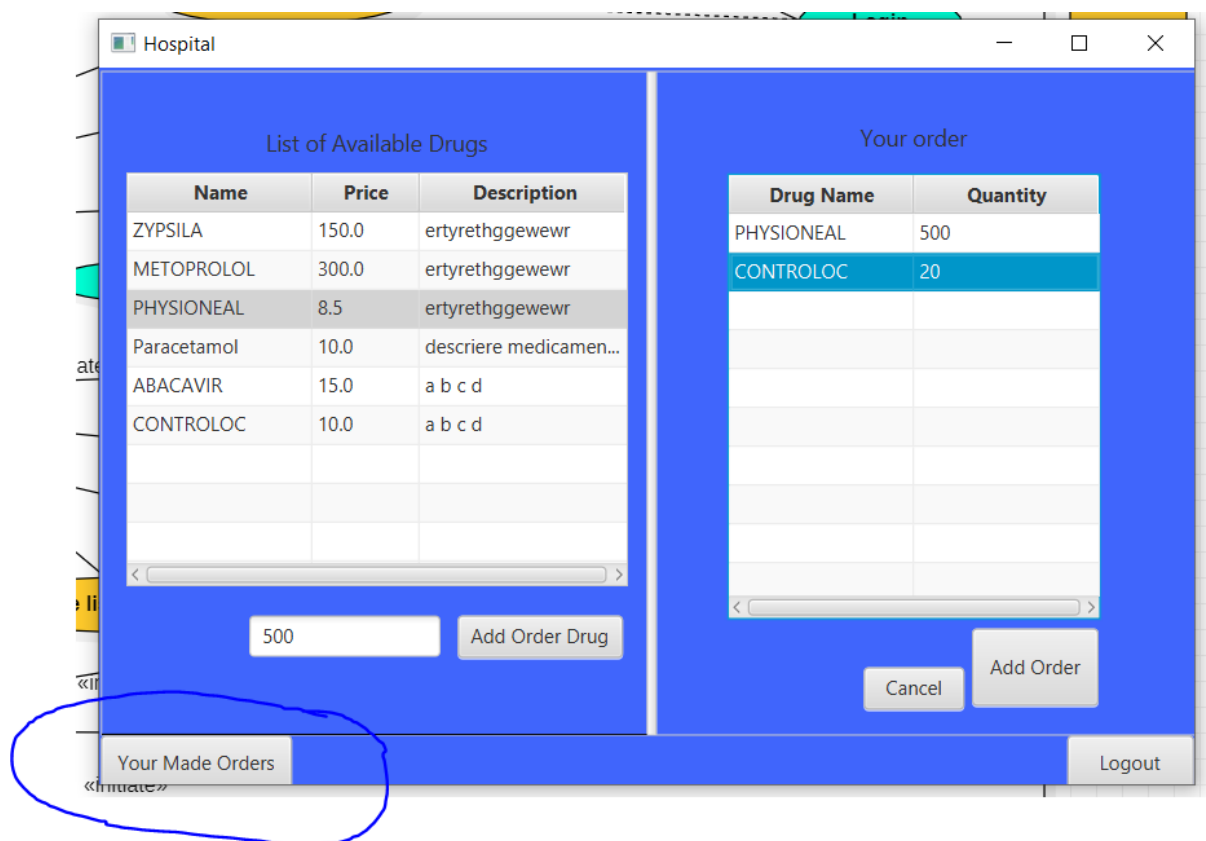 Login
Hospital
List of Available Drugs
Name Price Description
ZYPSILA 150.0 ertyrethggewewr
METOPROLOL 300.0 ertyrethggewewr
PHYSIONEAL 8.5 ertyrethggewewr
Paracetamol 10.0 descriere medicamen...
ABACAVIR 15.0 a b c d
CONTROLOC 10.0 a b c d
500 Add Order Drug
Your order
Drug Name Quantity
PHYSIONEAL 500
CONTROLOC 20
Cancel Add Order
Your Made Orders Logout
«initiate»